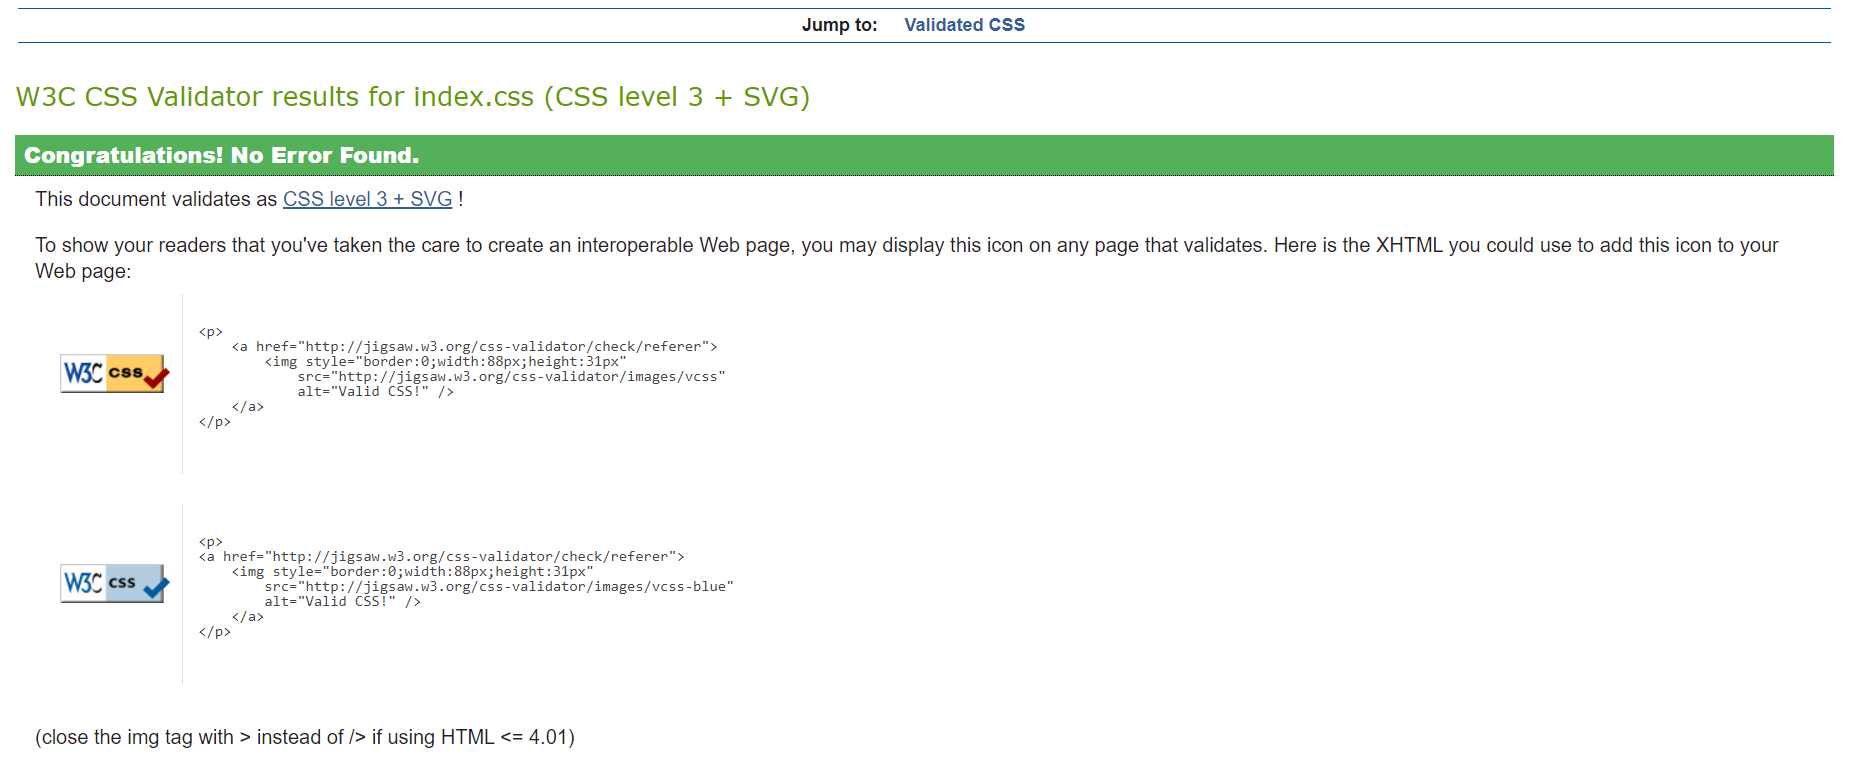 Jump to: Validated CSS
W3C CSS Validator results for index.css (CSS level 3 + SVG)
Congratulations! No Error Found.
This document validates as CSS level 3 + SVG !
To show your readers that you've taken the care to create an interoperable Web page, you may display this icon on any page that validates. Here is the XHTML you could use to add this icon to your
Web page:
W3C css
<p>
<a href="http://jigsaw.w3.org/css-validator/check/referer">
<img style="border:0;width:88px;height:31px"
src="http://jigsaw.w3.org/css-validator/images/vcss"
alt="Valid CSS!" />
</a>
</p>
W3C css
<p>
<a href="http://jigsaw.w3.org/css-validator/check/referer">
<img style="border:0;width:88px;height:31px"
src="http://jigsaw.w3.org/css-validator/images/vcss-blue"
alt="Valid CSS!" />
</a>
</p>
(close the img tag with > instead of /> if using HTML <= 4.01)